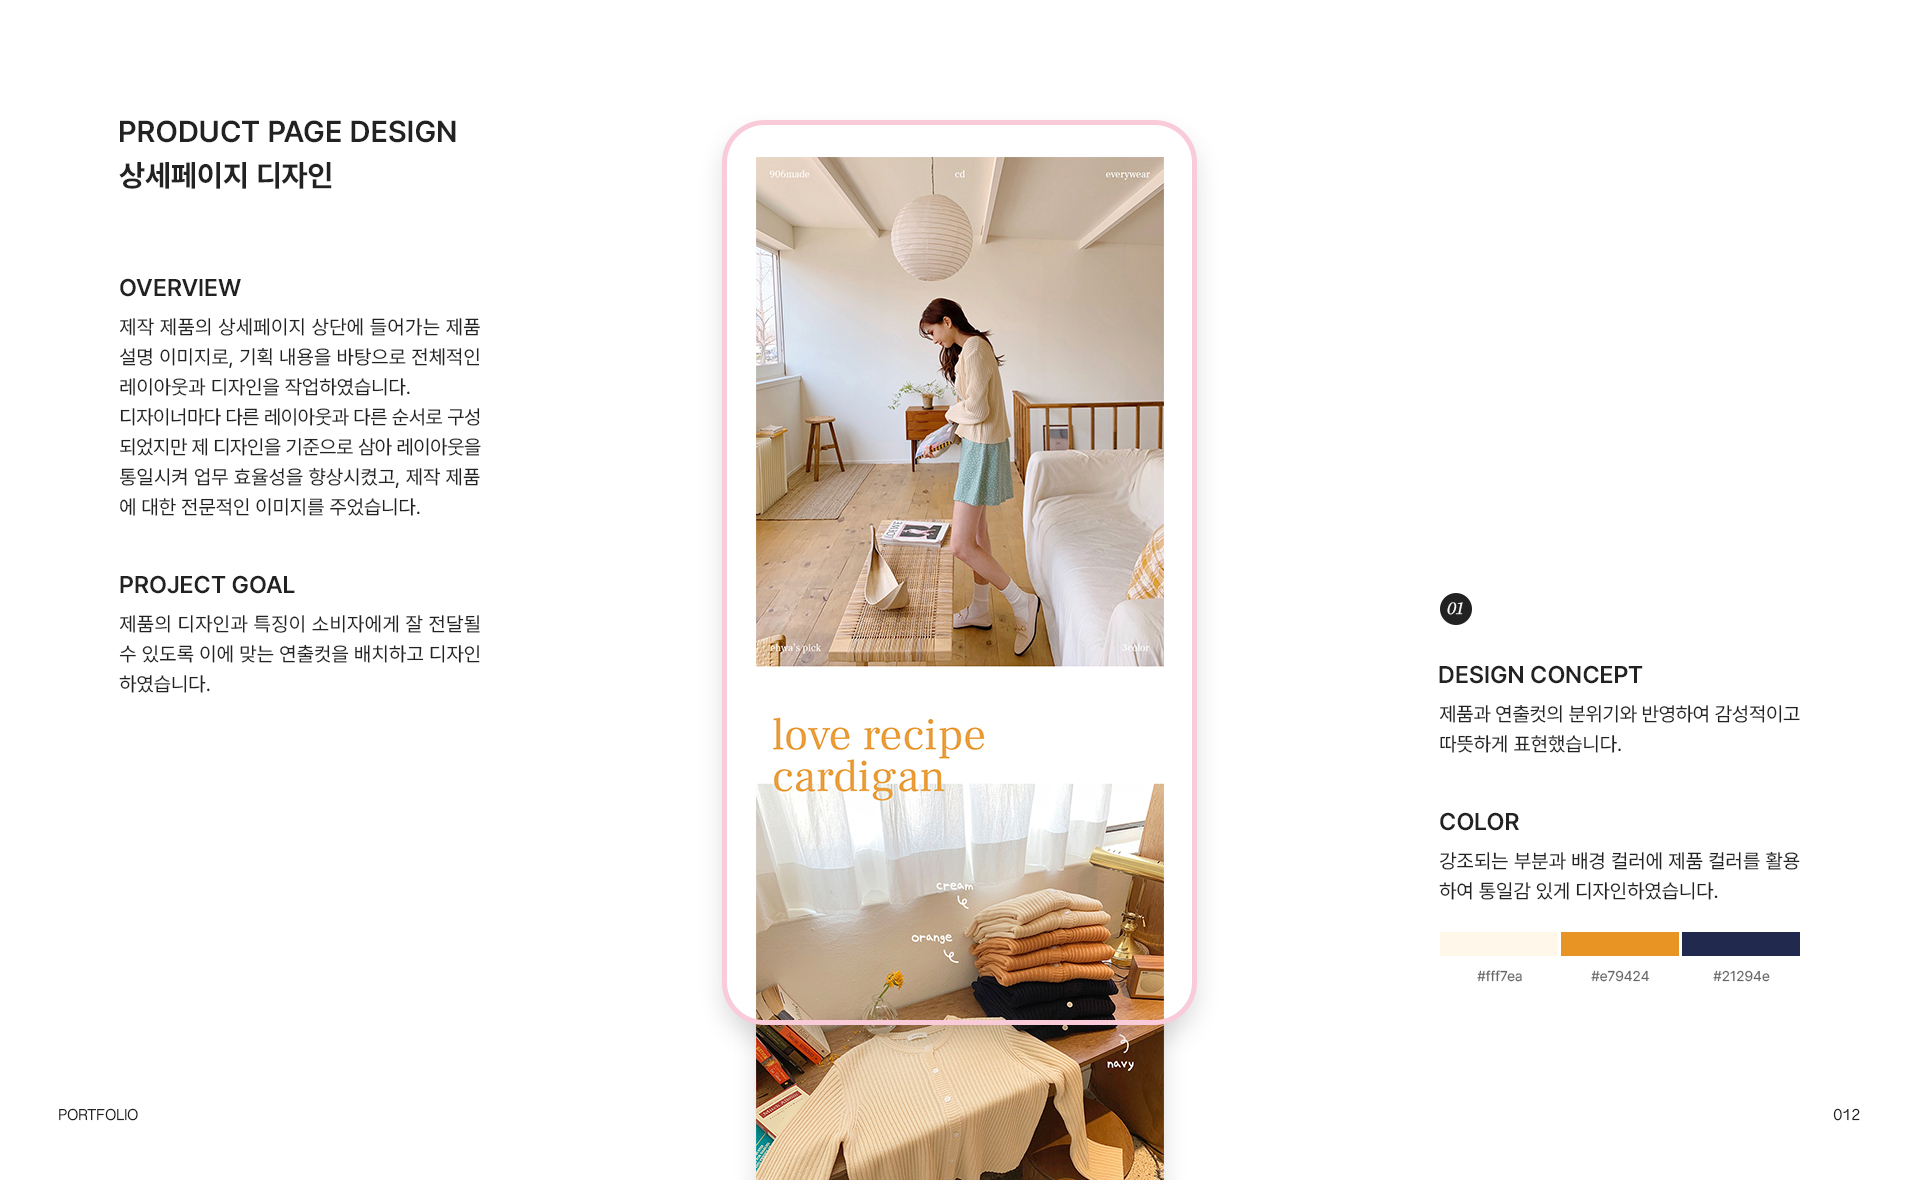 PRODUCT PAGE DESIGN
상세페이지 디자인
OVERVIEW
제작 제품의 상세페이지 상단에 들어가는 제품
설명 이미지로, 기획 내용을 바탕으로 전체적인
레이아웃과 디자인을 작업하였습니다.
디자이너마다 다른 레이아웃과 다른 순서로 구성
되었지만 제 디자인을 기준으로 삼아 레이아웃을
통일시켜 업무 효율성을 향상시켰고, 제작 제품
에 대한 전문적인 이미지를 주었습니다.
PROJECT GOAL
제품의 디자인과 특징이 소비자에게 잘 전달될
수 있도록 이에 맞는 연출컷을 배치하고 디자인
하였습니다.
906made
cd
everywear
pick
3color
love recipe
cardigan
cream
orange
navy
01
DESIGN CONCEPT
제품과 연출컷의 분위기와 반영하여 감성적이고
따뜻하게 표현했습니다.
COLOR
강조되는 부분과 배경 컬러에 제품 컬러를 활용
하여 통일감 있게 디자인하였습니다.
#fff7ea
#e79424
#21294e
PORTFOLIO
012